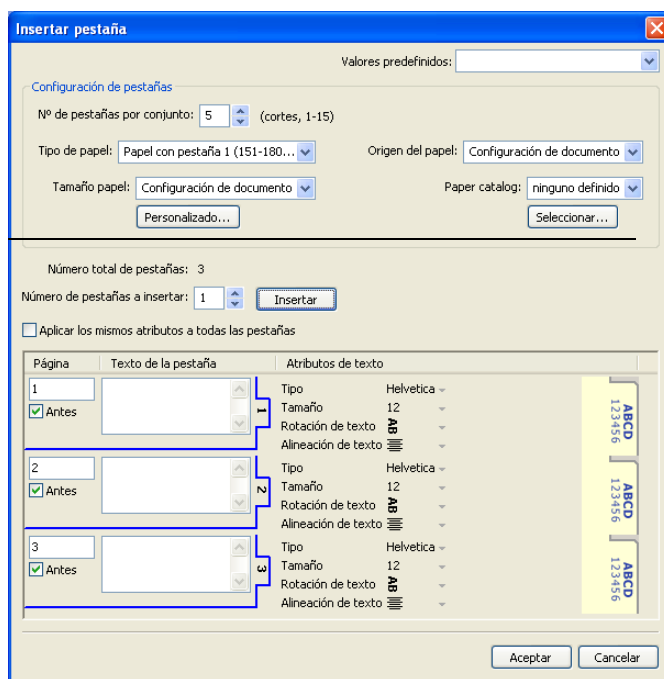 Insertar pestaña
Valores predefinidos:
Configuración de pestañas
Nº de pestañas por conjunto: 5 (cortes, 1-15)
Tipo de papel: Papel con pestaña 1 (151-180... Origen del papel: Configuración de documento
Tamaño papel: Configuración de documento Paper catalog: ninguno definido
Personalizado... Seleccionar...
Número total de pestañas: 3
Número de pestañas a insertar: 1 Insertar
Aplicar los mismos atributos a todas las pestañas
Página Texto de la pestaña Atributos de texto
1 1 Tipo Helvetica
Antes Tamaño 12
Rotación de texto AB
Alineación de texto
ABCD
123456
2 2 Tipo Helvetica
Antes Tamaño 12
Rotación de texto AB
Alineación de texto
ABCD
123456
3 3 Tipo Helvetica
Antes Tamaño 12
Rotación de texto AB
Alineación de texto
ABCD
123456
Aceptar Cancelar